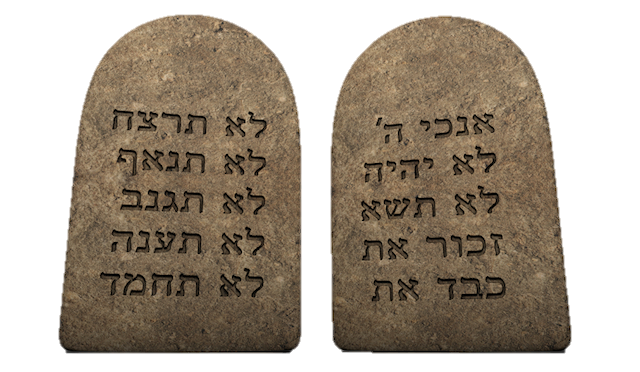 אנכי ה'
לא יהיה
לא תשא
זכור את
כבד את
לא תרצח
לא תנאף
לא תגנב
לא תענה
לא תחמד